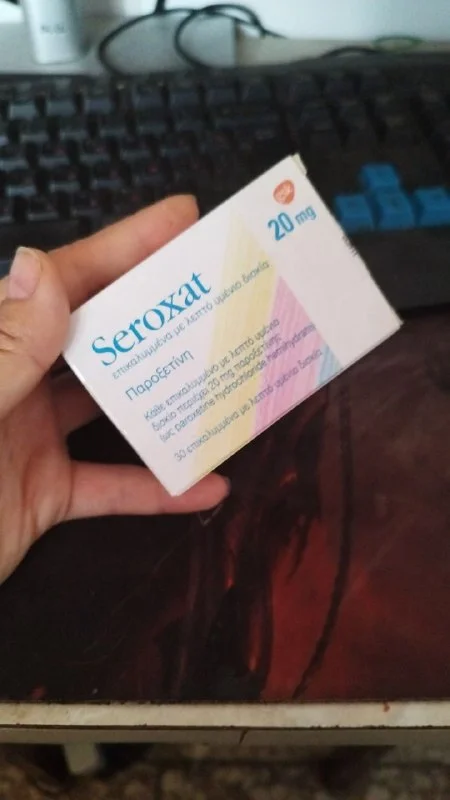 gsk
20 mg
Seroxat
επικαλυμμένα με λεπτό υμένιο δισκία
Παροξετίνη
Κάθε επικαλυμμένο με λεπτό υμένιο
δισκίο περιέχει 20 mg παροξετίνης
(ως paroxetine hydrochloride hemihydrate)
30 επικαλυμμένα με λεπτό υμένιο δισκία